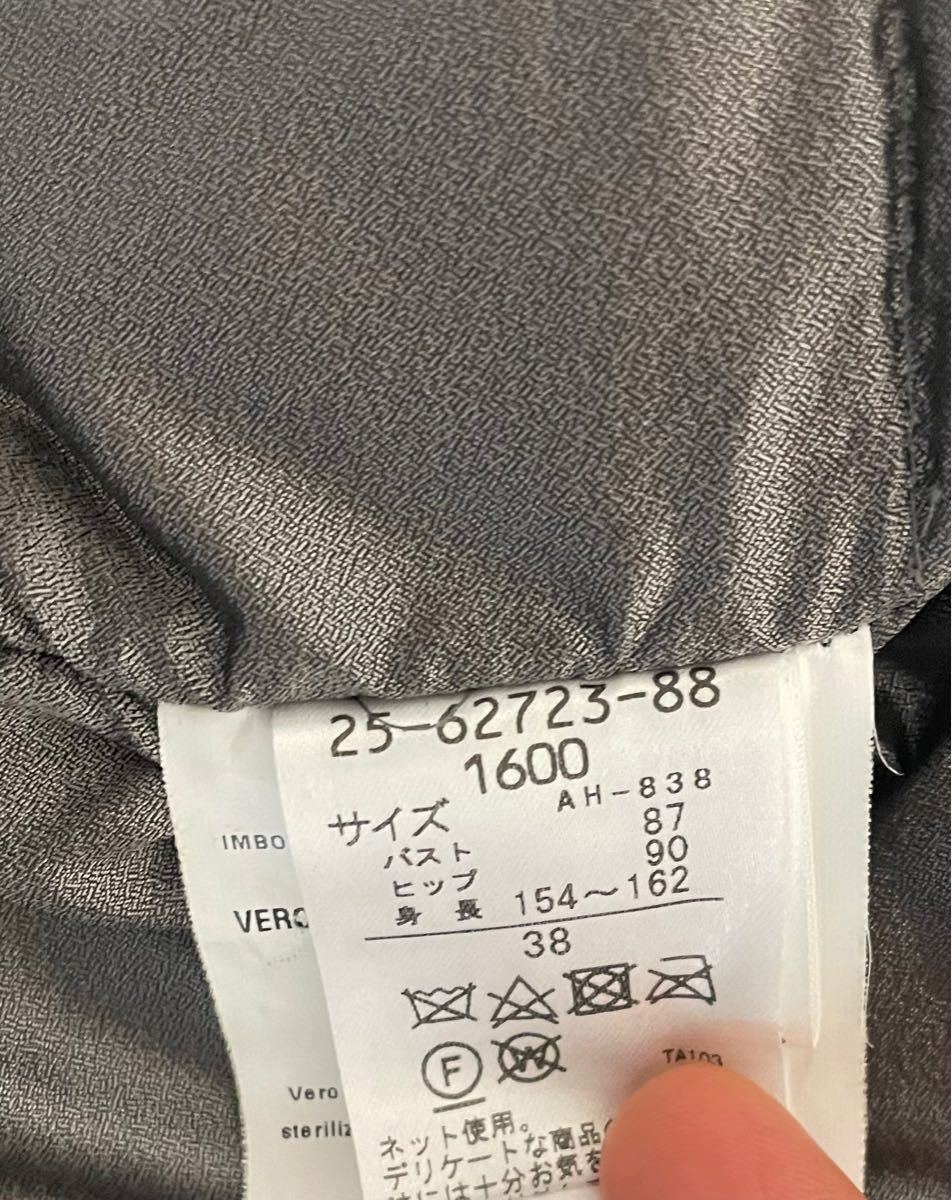 25-62723-88
1600
サイズ AH-838
バスト 87
ヒップ 90
身長 154～162
38
F
W
TA103
ネット使用。
デリケートな商品
には十分お気を
IMBO
VERO
Vero
steriliz